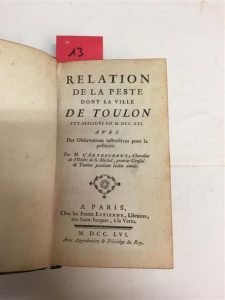 13
RELATION
DE LA PESTE
DONT LA VILLE
DE TOULON
FUT AFFLIGÉE EN M. DCC. XXI.
AVEC
Des Observations instructives pour la
postérité.
Par M. D'ANTRECHAUS, Chevalier
de l'Ordre de S. Michel, premier Consul
de Toulon pendant ladite année.
A PARIS,
Chez les Freres ESTIENNE, Libraires,
rue Saint Jacques, à la Vertu.
M. DCC. LVI.
Avec Approbation & Privilège du Roy.